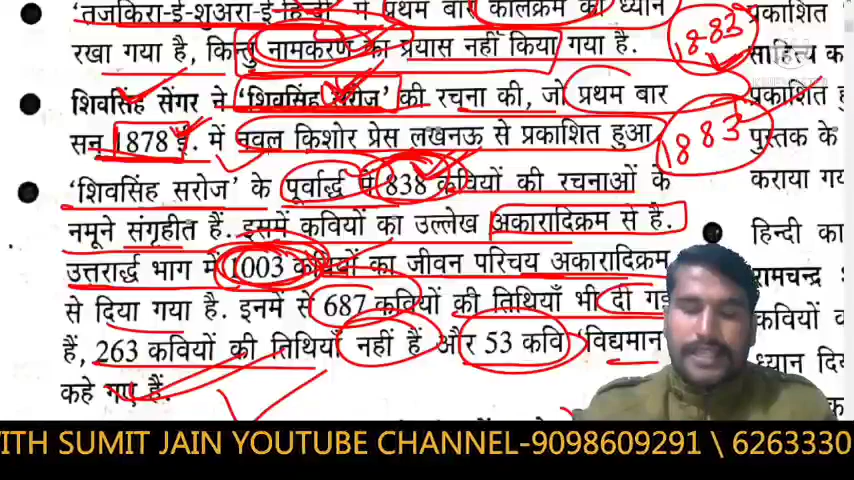 'तजकिरा-ई-शुअरा-ई-हिन्दी' में प्रथम बार कालक्रम का ध्यान
रखा गया है, किन्तु नामकरण का प्रयास नहीं किया गया है.
शिवसिंह सेंगर ने 'शिवसिंह सरोज' की रचना की, जो प्रथम बार
सन् 1878 ई. में नवल किशोर प्रेस लखनऊ से प्रकाशित हुआ
'शिवसिंह सरोज' के पूर्वार्द्ध में 838 कवियों की रचनाओं के
नमूने संगृहीत हैं. इसमें कवियों का उल्लेख अकारादिक्रम से है.
उत्तरार्द्ध भाग में 1003 कवियों का जीवन परिचय अकारादिक्रम
से दिया गया है. इनमें से 687 कवियों की तिथियाँ भी दी गई
हैं, 263 कवियों की तिथियाँ नहीं हैं और 53 कवि 'विद्यमान
कहे गए हैं.
1883
1883
प्रकाशित
साहित्य क
प्रकाशित ह
पुस्तक के
कराया गय
हिन्दी का
रामचन्द्र
कवियों
ध्यान दि
WITH SUMIT JAIN YOUTUBE CHANNEL-9098609291 \ 6263330